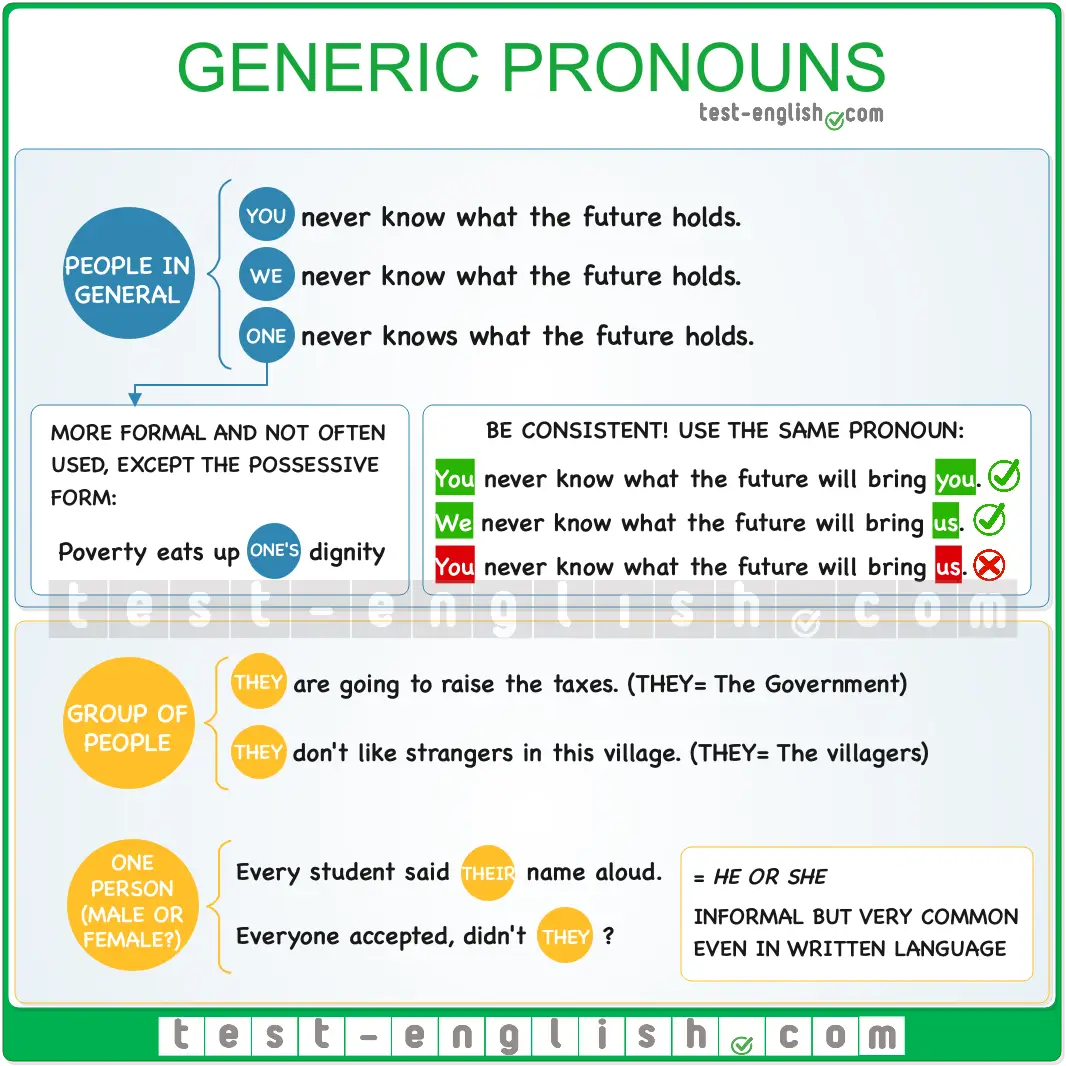 GENERIC PRONOUNS
test-english.com
PEOPLE IN
GENERAL
YOU never know what the future holds.
WE never know what the future holds.
ONE never knows what the future holds.
MORE FORMAL AND NOT OFTEN
USED, EXCEPT THE POSSESSIVE
FORM:
Poverty eats up ONE'S dignity
BE CONSISTENT! USE THE SAME PRONOUN:
You never know what the future will bring you.
We never know what the future will bring us.
You never know what the future will bring us.
test-english.com
GROUP OF
PEOPLE
THEY are going to raise the taxes. (THEY= The Government)
THEY don't like strangers in this village. (THEY= The villagers)
ONE
PERSON
(MALE OR
FEMALE?)
Every student said THEIR name aloud.
Everyone accepted, didn't THEY ?
= HE OR SHE
INFORMAL BUT VERY COMMON
EVEN IN WRITTEN LANGUAGE
test-english.com